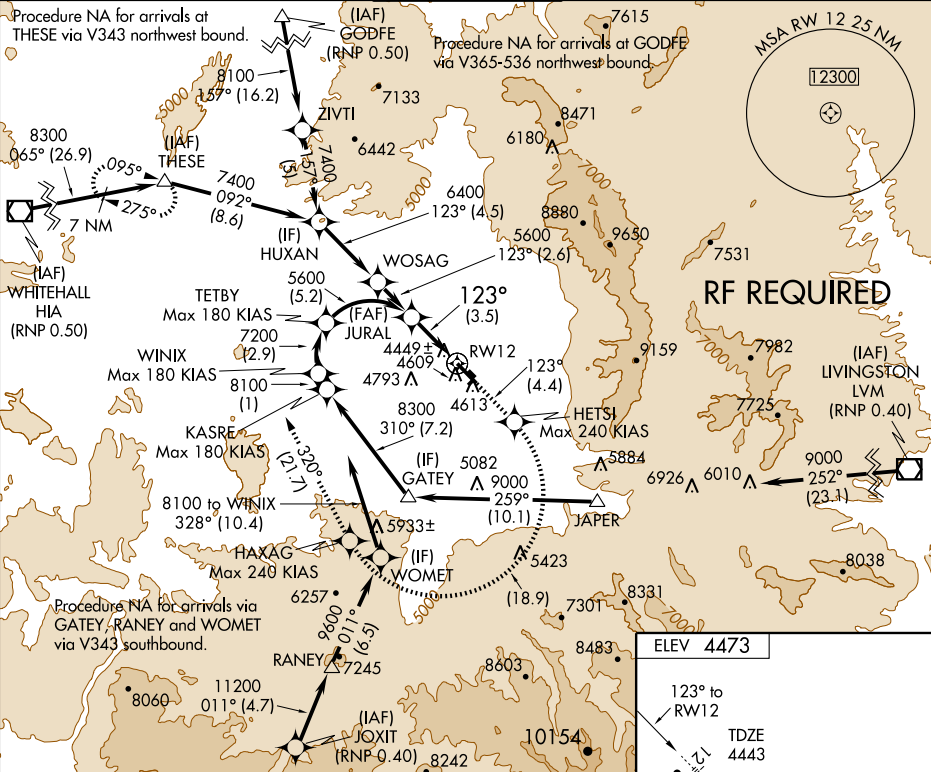 Procedure NA for arrivals at
THESE via V343 northwest bound.
(IAF)
GODFE
(RNP 0.50)
Procedure NA for arrivals at GODFE
via V365-536 northwest bound
7615
MSA RW 12 25 NM
12300
8100
157° (16.2)
7133
ZIVTI
8471
6180
6442
5000
8300
065° (26.9)
(IAF)
THESE
095°
275°
7 NM
7400
092°
(8.6)
7400
157°
(5)
5000
6400
123° (4.5)
8880
9650
7531
5600
123° (2.6)
(IF)
HUXAN
WOSAG
(IAF)
WHITEHALL
HIA
(RNP 0.50)
5600
(5.2)
TETBY
Max 180 KIAS
(FAF)
JURAL
123°
(3.5)
RF REQUIRED
7200
(2.9)
WINIX
Max 180 KIAS
4449±
4609
RW12
4793
4613
123°
(4.4)
9159
7982
(IAF)
LIVINGSTON
LVM
(RNP 0.40)
8100
(1)
KASRE
Max 180 KIAS
8300
310° (7.2)
HETSI
Max 240 KIAS
7725
320°
(21.7)
(IF)
GATEY
5082
9000
259°
(10.1)
5884
6926
6010
9000
252°
(23.1)
JAPER
8100 to WINIX
328° (10.4)
5933±
HAXAG
Max 240 KIAS
(IF)
WOMET
5423
5000
(18.9)
8038
Procedure NA for arrivals via
GATEY, RANEY and WOMET
via V343 southbound.
6257
9600
011°
(6.5)
7301
8331
RANEY
7245
8603
8483
8060
11200
011° (4.7)
(IAF)
JOXIT
(RNP 0.40)
8242
10154
ELEV 4473
123° to
RW12
TDZE
4443
12